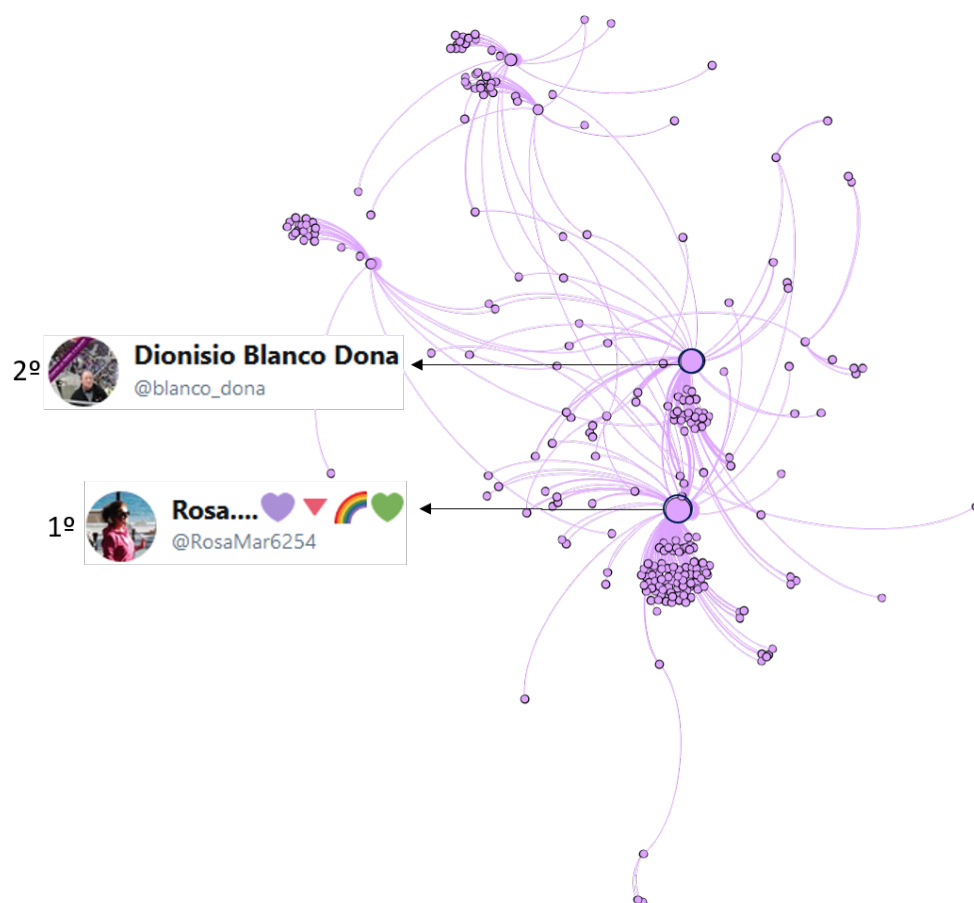 2º
Dionisio Blanco Dona
@blanco_dona
1º
Rosa....💜🔻🌈💚
@RosaMar6254